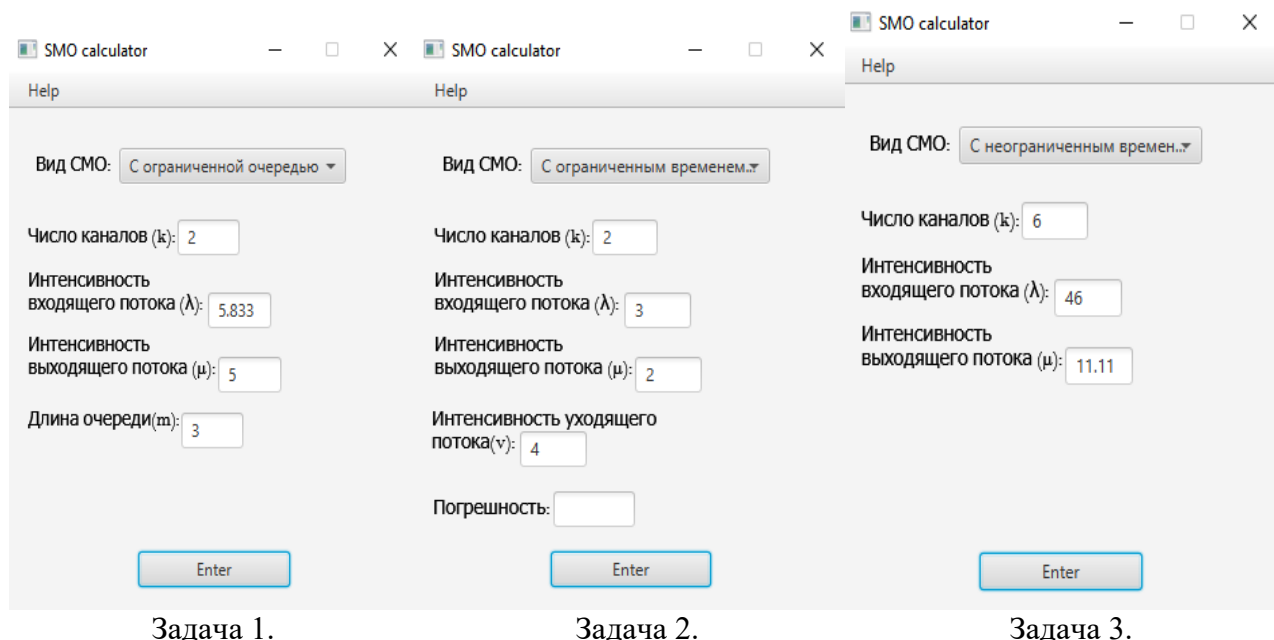 SMO calculator
Help
Вид СМО: С ограниченной очередью
Число каналов (k): 2
Интенсивность
входящего потока (λ): 5.833
Интенсивность
выходящего потока (μ): 5
Длина очереди(m): 3
Enter
Задача 1.
SMO calculator
Help
Вид СМО: С ограниченным временем...
Число каналов (k): 2
Интенсивность
входящего потока (λ): 3
Интенсивность
выходящего потока (μ): 2
Интенсивность уходящего
потока(v): 4
Погрешность:
Enter
Задача 2.
SMO calculator
Help
Вид СМО: С неограниченным времен...
Число каналов (k): 6
Интенсивность
входящего потока (λ): 46
Интенсивность
выходящего потока (μ): 11.11
Enter
Задача 3.